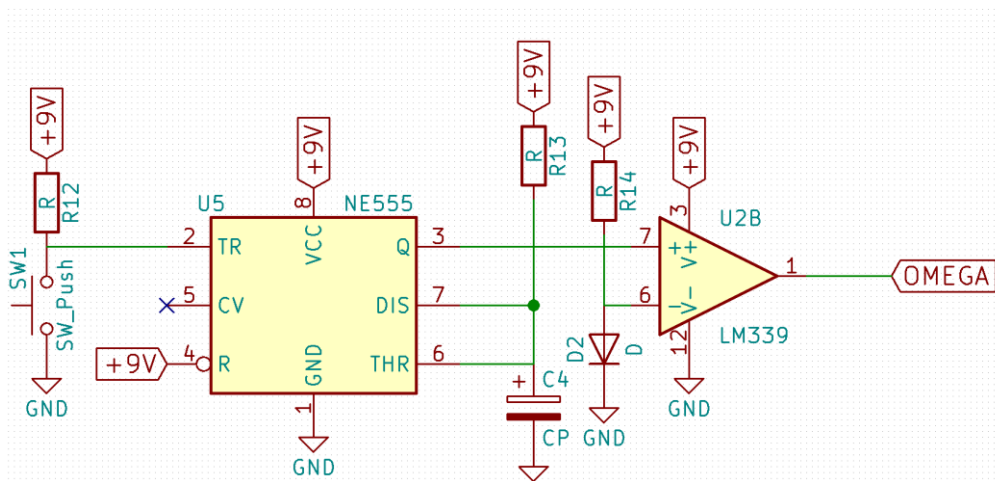 +9V
R
R12
SW1
SW_Push
GND
U5
NE555
+9V
8
VCC
2
TR
Q
3
5
CV
DIS
7
+9V
4
R
GND
THR
6
1
GND
+9V
R
R13
+
C4
CP
+9V
R
R14
D2
D
GND
+9V
3
U2B
7
+
V+
1
OMEGA
6
-
V-
12
LM339
GND